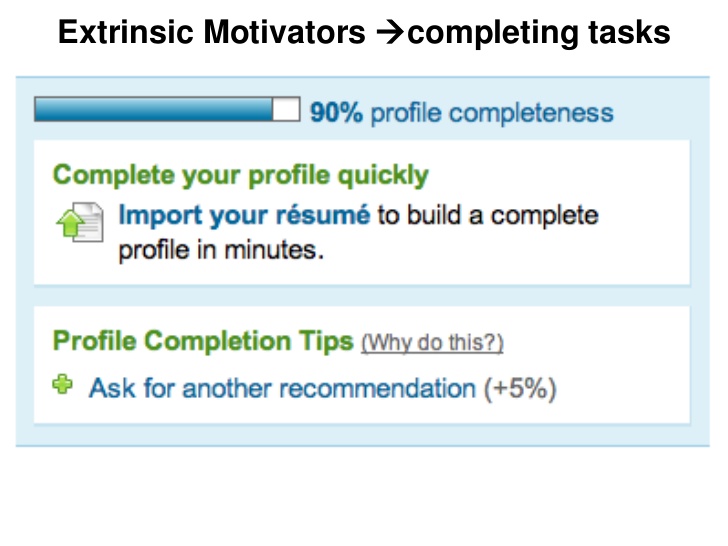 Extrinsic Motivators →completing tasks
90% profile completeness
Complete your profile quickly
Import your résumé to build a complete
profile in minutes.
Profile Completion Tips (Why do this?)
Ask for another recommendation (+5%)